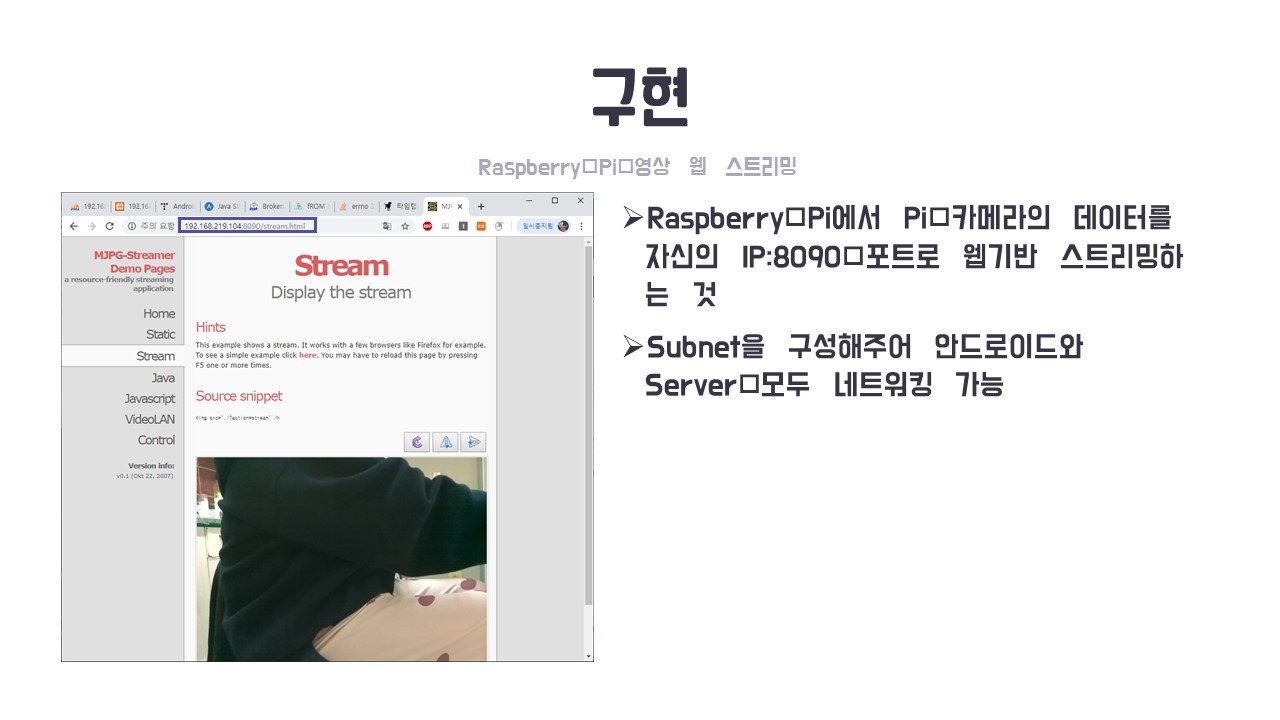 구현
Raspberry Pi 영상 웹 스트리밍
192.16
192.16
Androi
Java St
Broken
fROM /
errno
타임랩
MJI
주의 요함
192.168.219.104:8090/stream.html
일시중지됨
MJPG-Streamer
Demo Pages
a resource-friendly streaming
application
Home
Static
Stream
Java
Javascript
VideoLAN
Control
Version info:
v0.1 (Okt 22, 2007)
Stream
Display the stream
Hints
This example shows a stream. It works with a few browsers like Firefox for example.
To see a simple example click here. You may have to reload this page by pressing
F5 one or more times.
Source snippet
<img src="./?action=stream" />
➢Raspberry Pi에서 Pi 카메라의 데이터를
자신의 IP:8090 포트로 웹기반 스트리밍하
는 것
➢Subnet을 구성해주어 안드로이드와
Server 모두 네트워킹 가능